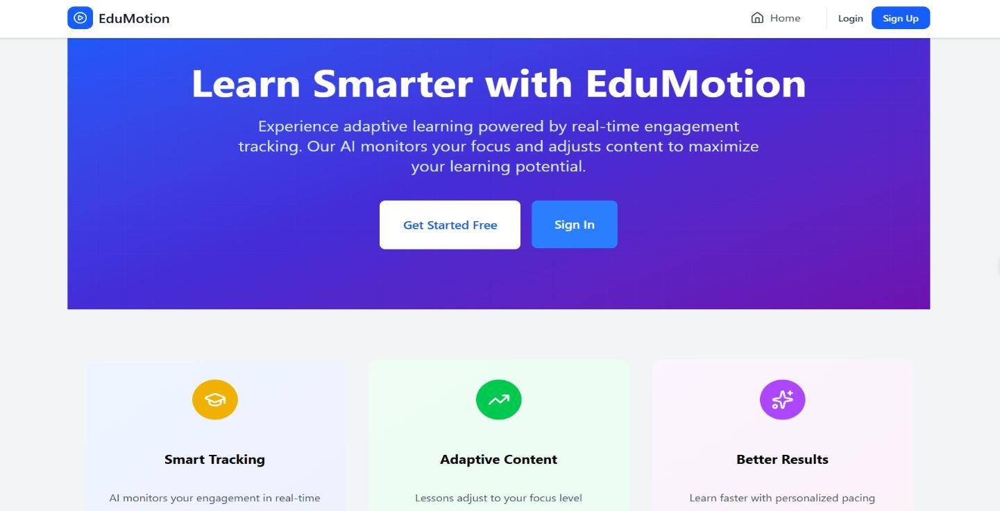 EduMotion
Home
Login
Sign Up
Learn Smarter with EduMotion
Experience adaptive learning powered by real-time engagement
tracking. Our AI monitors your focus and adjusts content to maximize
your learning potential.
Get Started Free
Sign In
Smart Tracking
AI monitors your engagement in real-time
Adaptive Content
Lessons adjust to your focus level
Better Results
Learn faster with personalized pacing